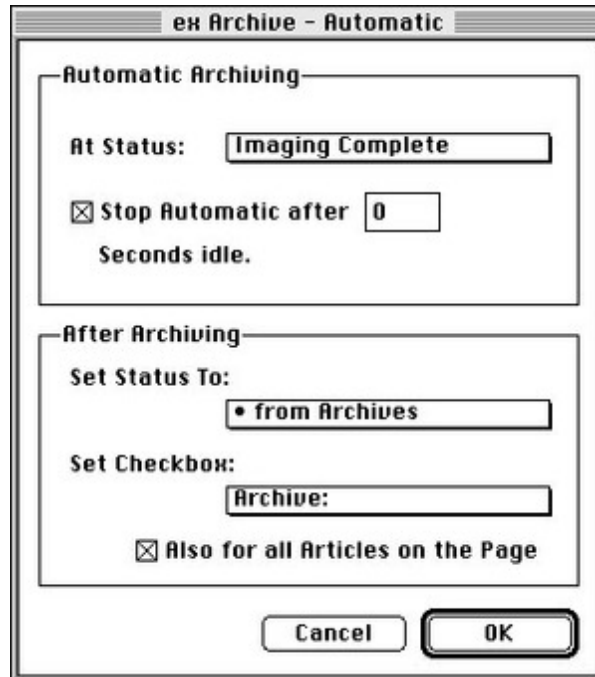 ex Archive - Automatic
Automatic Archiving
At Status: Imaging Complete
Stop Automatic after 0
Seconds idle.
After Archiving
Set Status To:
• from Archives
Set Checkbox:
Archive:
Also for all Articles on the Page
Cancel OK